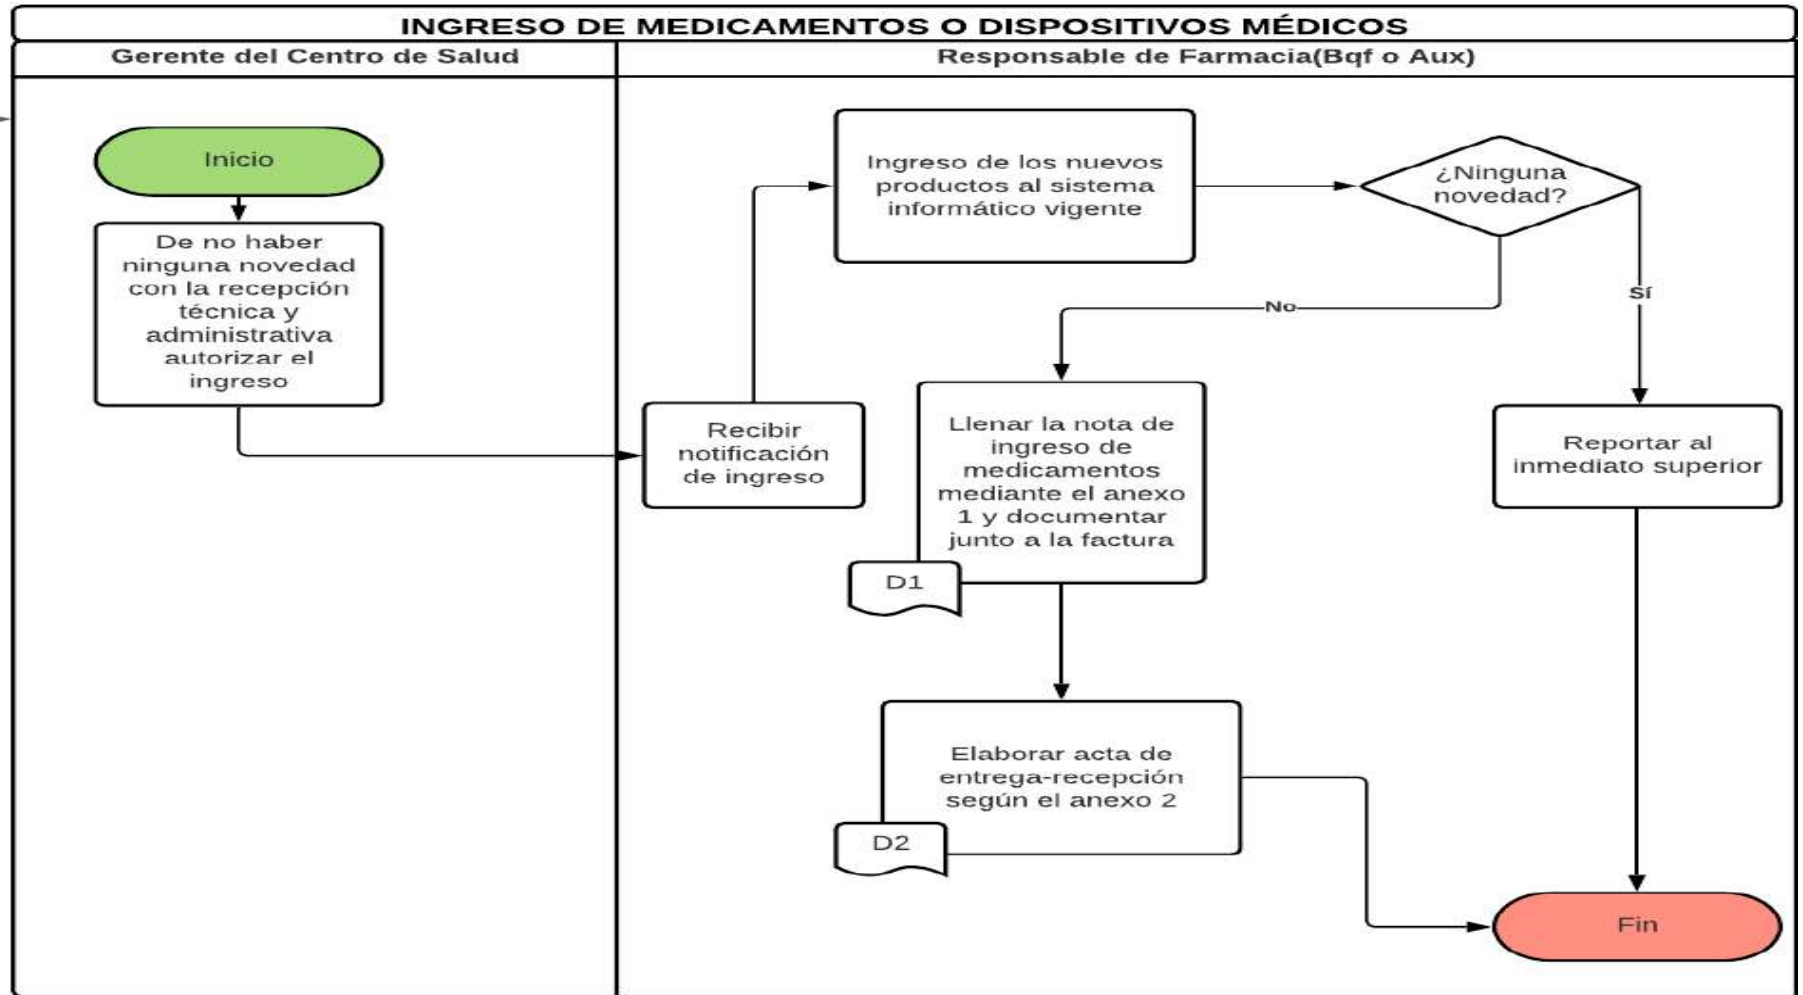 INGRESO DE MEDICAMENTOS O DISPOSITIVOS MÉDICOS
Gerente del Centro de Salud
Responsable de Farmacia(Bqf o Aux)
Inicio
De no haber
ninguna novedad
con la recepción
técnica y
administrativa
autorizar el
ingreso
Recibir
notificación
de ingreso
Ingreso de los nuevos
productos al sistema
informático vigente
¿Ninguna
novedad?
No
Sí
Llenar la nota de
ingreso de
medicamentos
mediante el anexo
1 y documentar
junto a la factura
D1
Reportar al
inmediato superior
Elaborar acta de
entrega-recepción
según el anexo 2
D2
Fin